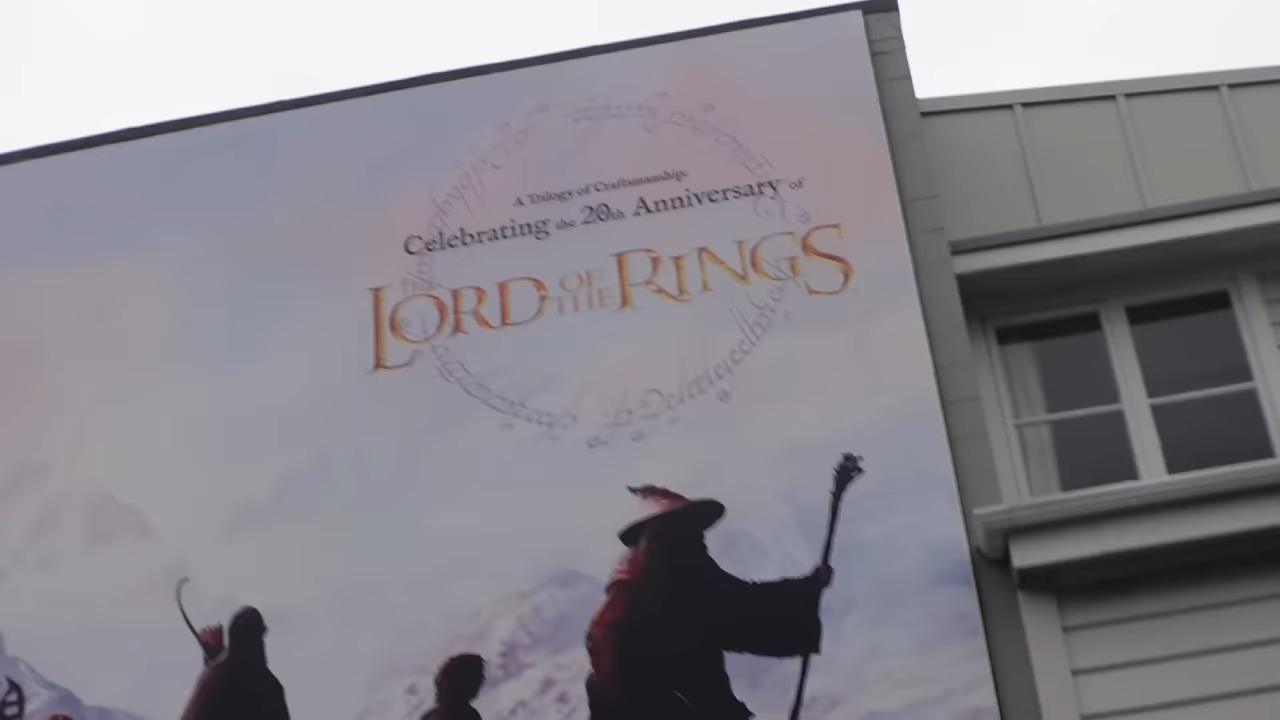 A Trilogy of Craftsmanship:
Celebrating the 20th Anniversary of
LORD OF THE RINGS